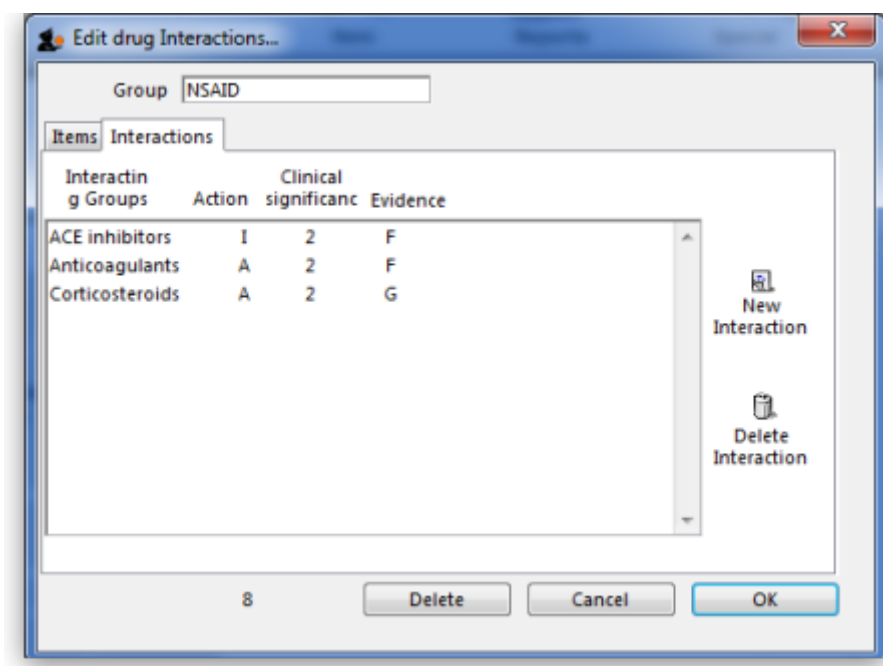 Edit drug Interactions...
Group NSAID
Items Interactions
Interactin
g Groups Action Clinical
significanc Evidence
ACE inhibitors I 2 F
Anticoagulants A 2 F
Corticosteroids A 2 G
New
Interaction
Delete
Interaction
8 Delete Cancel OK